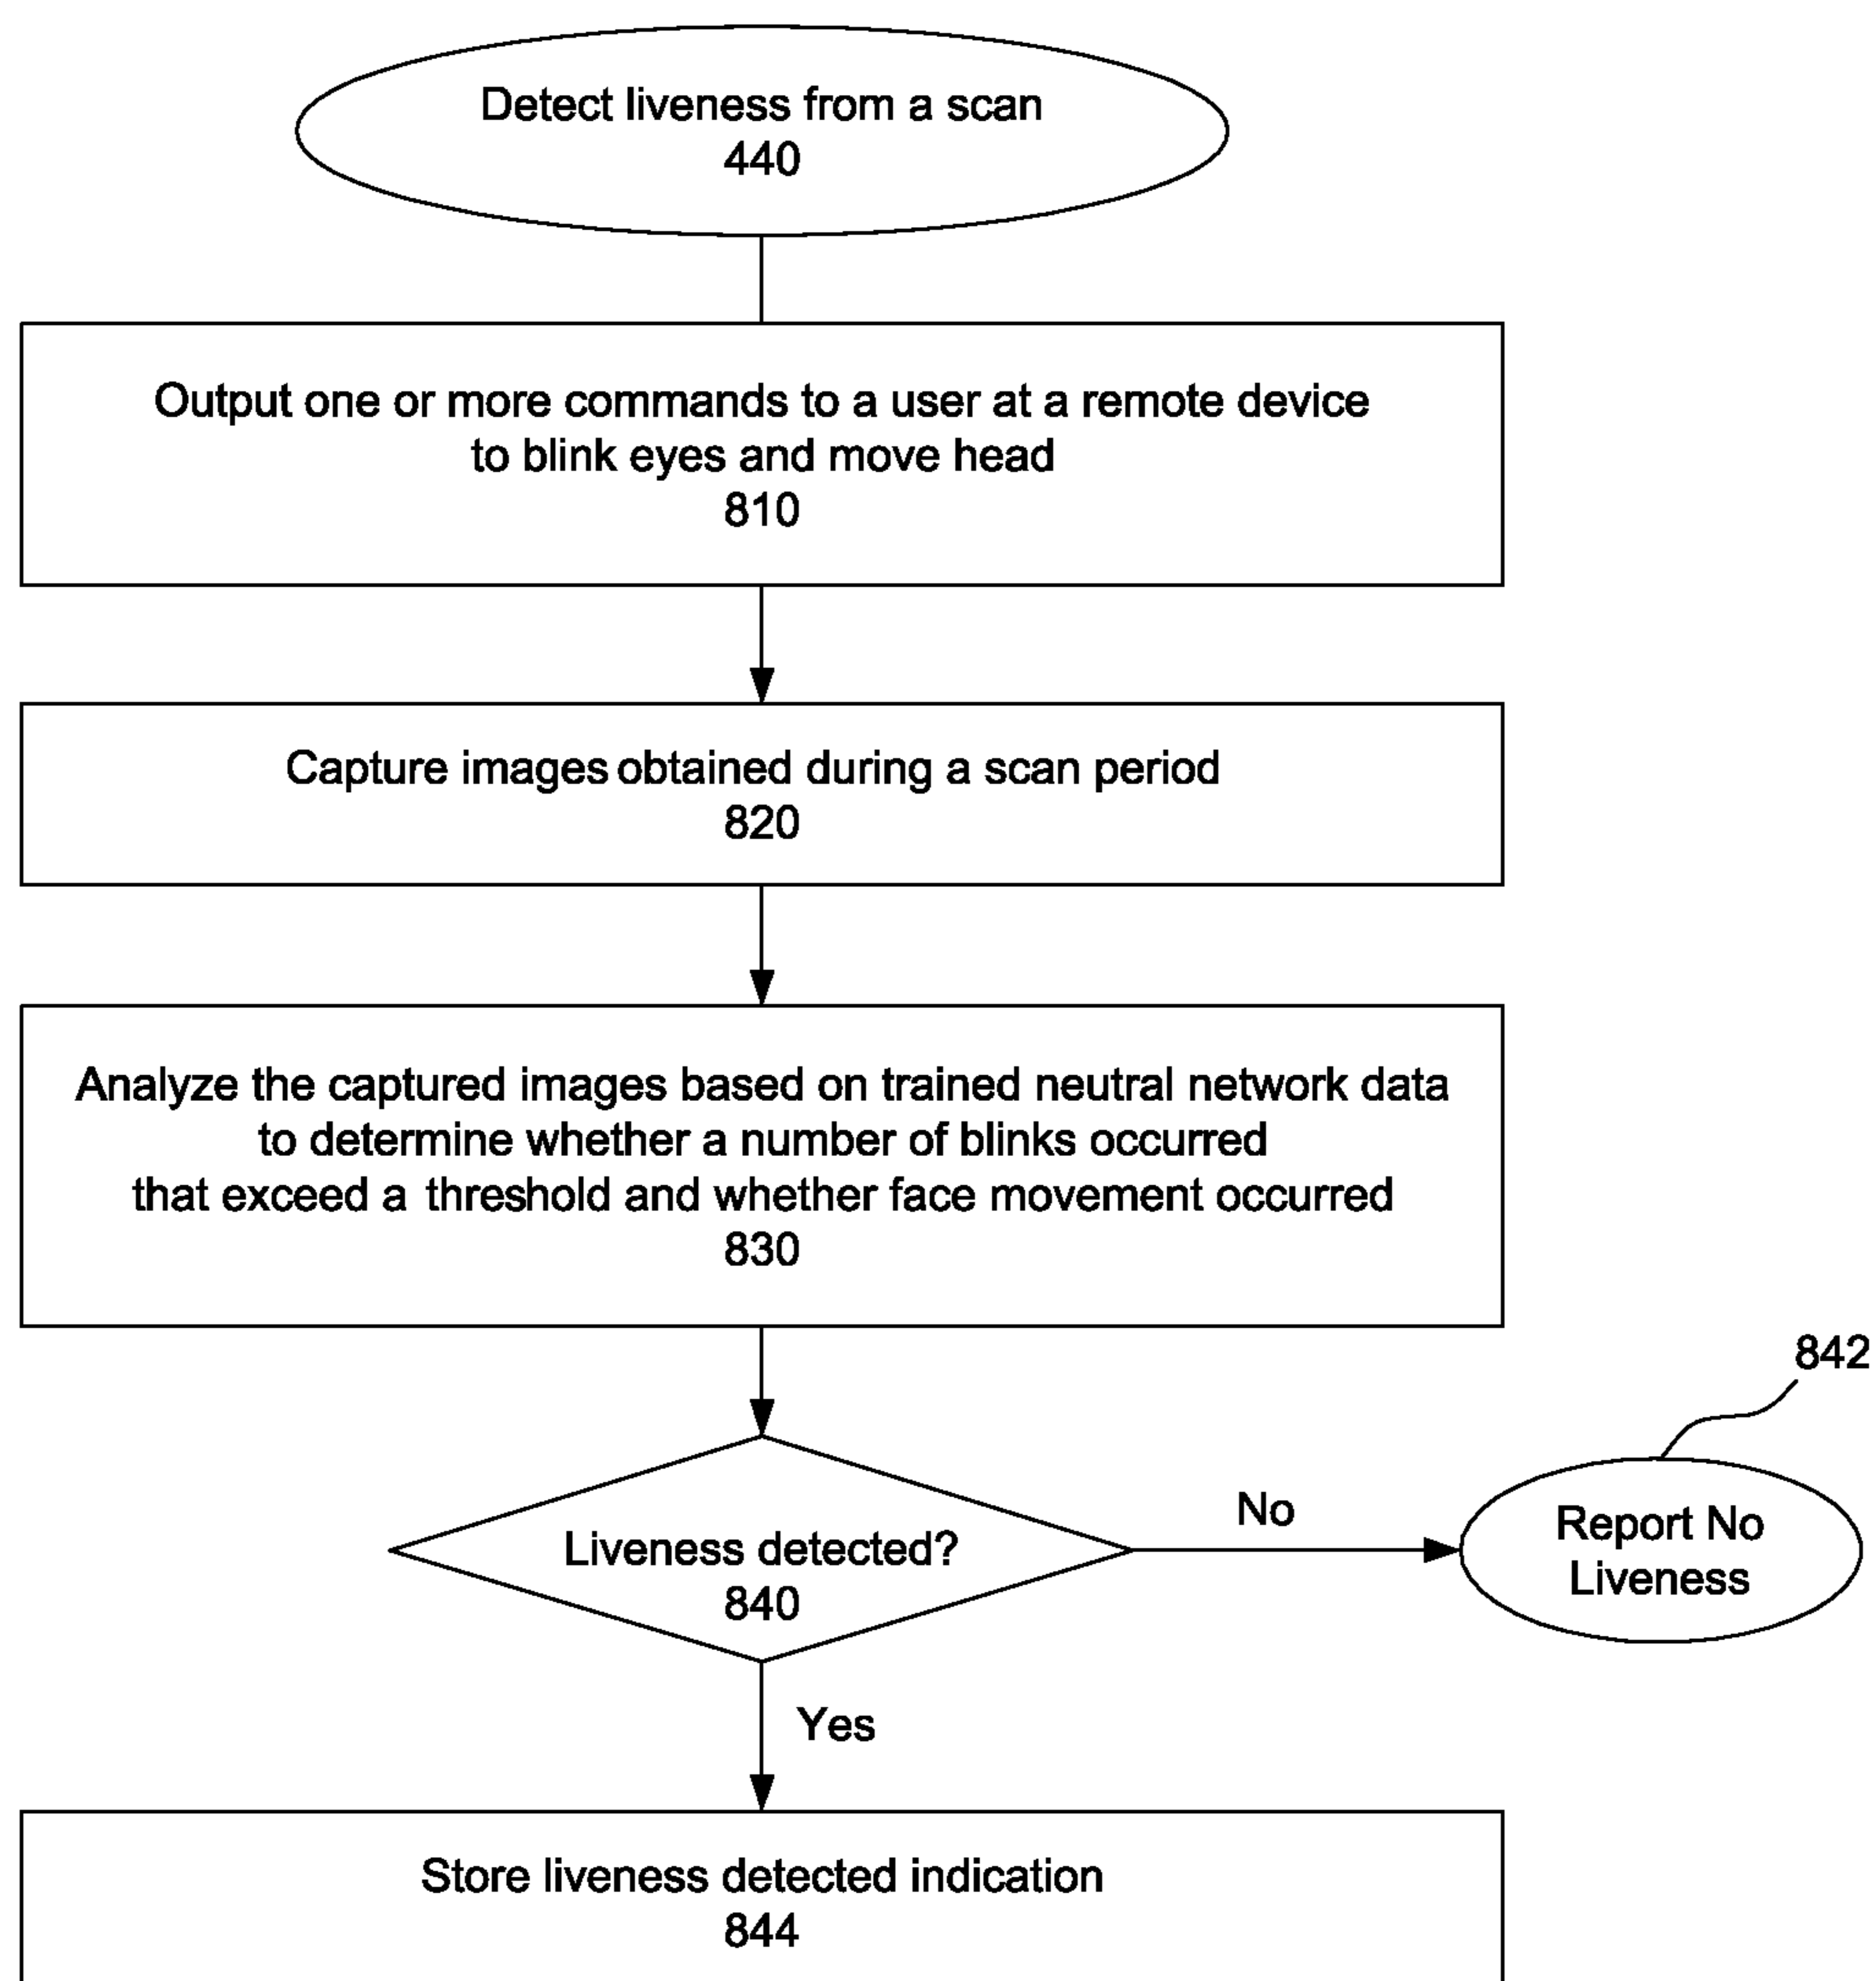 Detect liveness from a scan
440
Output one or more commands to a user at a remote device
to blink eyes and move head
810
Capture images obtained during a scan period
820
Analyze the captured images based on trained neutral network data
to determine whether a number of blinks occurred
that exceed a threshold and whether face movement occurred
830
842
Liveness detected?
840
No
Report No
Liveness
Yes
Store liveness detected indication
844